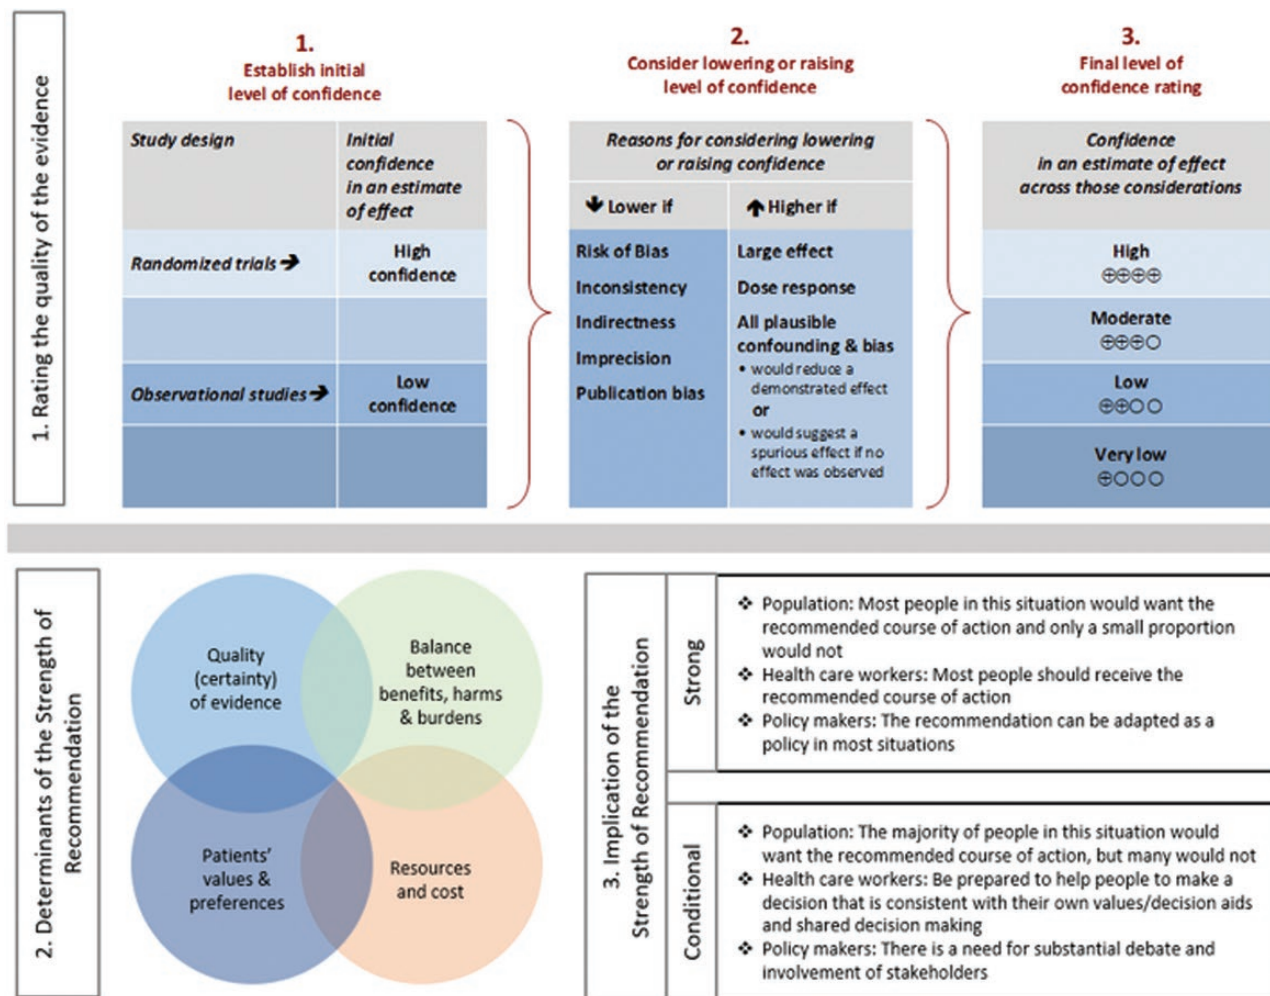 1. Rating the quality of the evidence
1.
Establish initial
level of confidence
2.
Consider lowering or raising
level of confidence
3.
Final level of
confidence rating
Study design
Initial
confidence
in an estimate
of effect
Randomized trials ➔
High
confidence
Observational studies ➔
Low
confidence
Reasons for considering lowering
or raising confidence
🡇 Lower if
🡅 Higher if
Risk of Bias
Inconsistency
Indirectness
Imprecision
Publication bias
Large effect
Dose response
All plausible
confounding & bias
• would reduce a
demonstrated effect
or
• would suggest a
spurious effect if no
effect was observed
Confidence
in an estimate of effect
across those considerations
High
⊕⊕⊕⊕
Moderate
⊕⊕⊕○
Low
⊕⊕○○
Very low
⊕○○○
2. Determinants of the Strength of
Recommendation
Quality
(certainty)
of evidence
Balance
between
benefits, harms
& burdens
Patients'
values &
preferences
Resources
and cost
3. Implication of the
Strength of Recommendation
Strong
❖ Population: Most people in this situation would want the
recommended course of action and only a small proportion
would not
❖ Health care workers: Most people should receive the
recommended course of action
❖ Policy makers: The recommendation can be adapted as a
policy in most situations
Conditional
❖ Population: The majority of people in this situation would
want the recommended course of action, but many would not
❖ Health care workers: Be prepared to help people to make a
decision that is consistent with their own values/decision aids
and shared decision making
❖ Policy makers: There is a need for substantial debate and
involvement of stakeholders